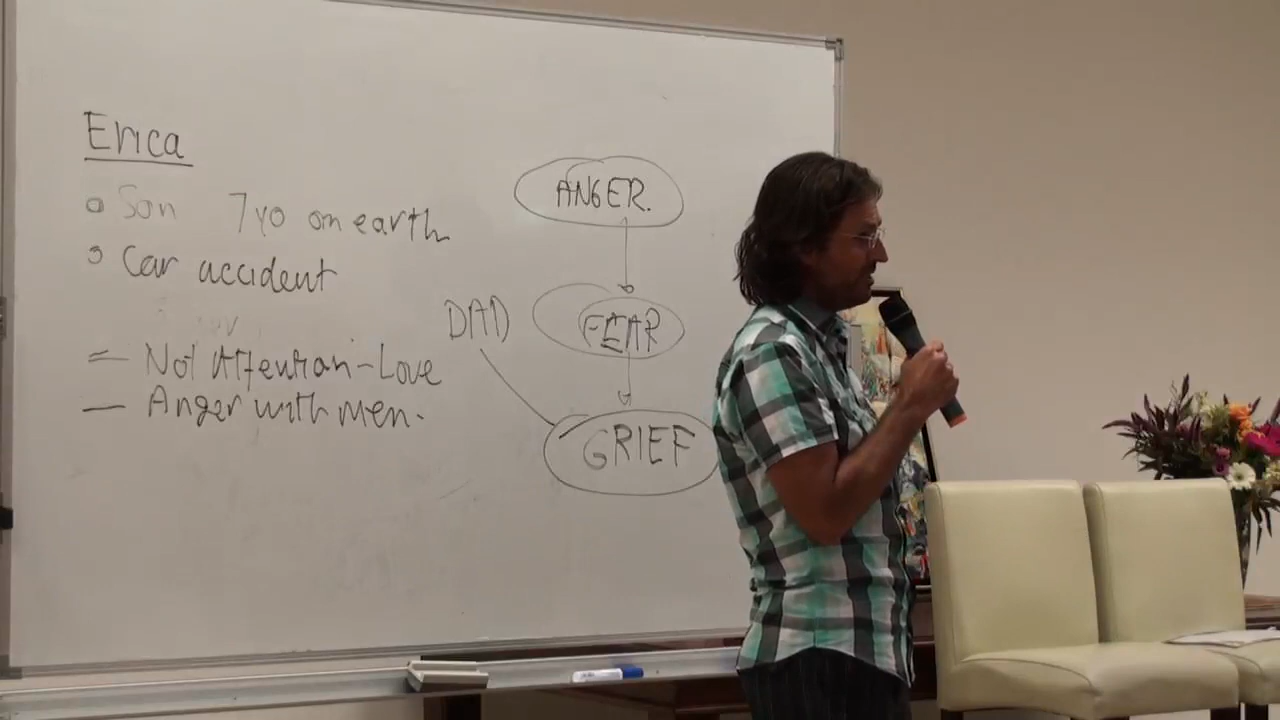 Erica
Son 7yo on earth
Car accident
Not Attention-Love
Anger with men.
ANGER.
FEAR
DAD
GRIEF